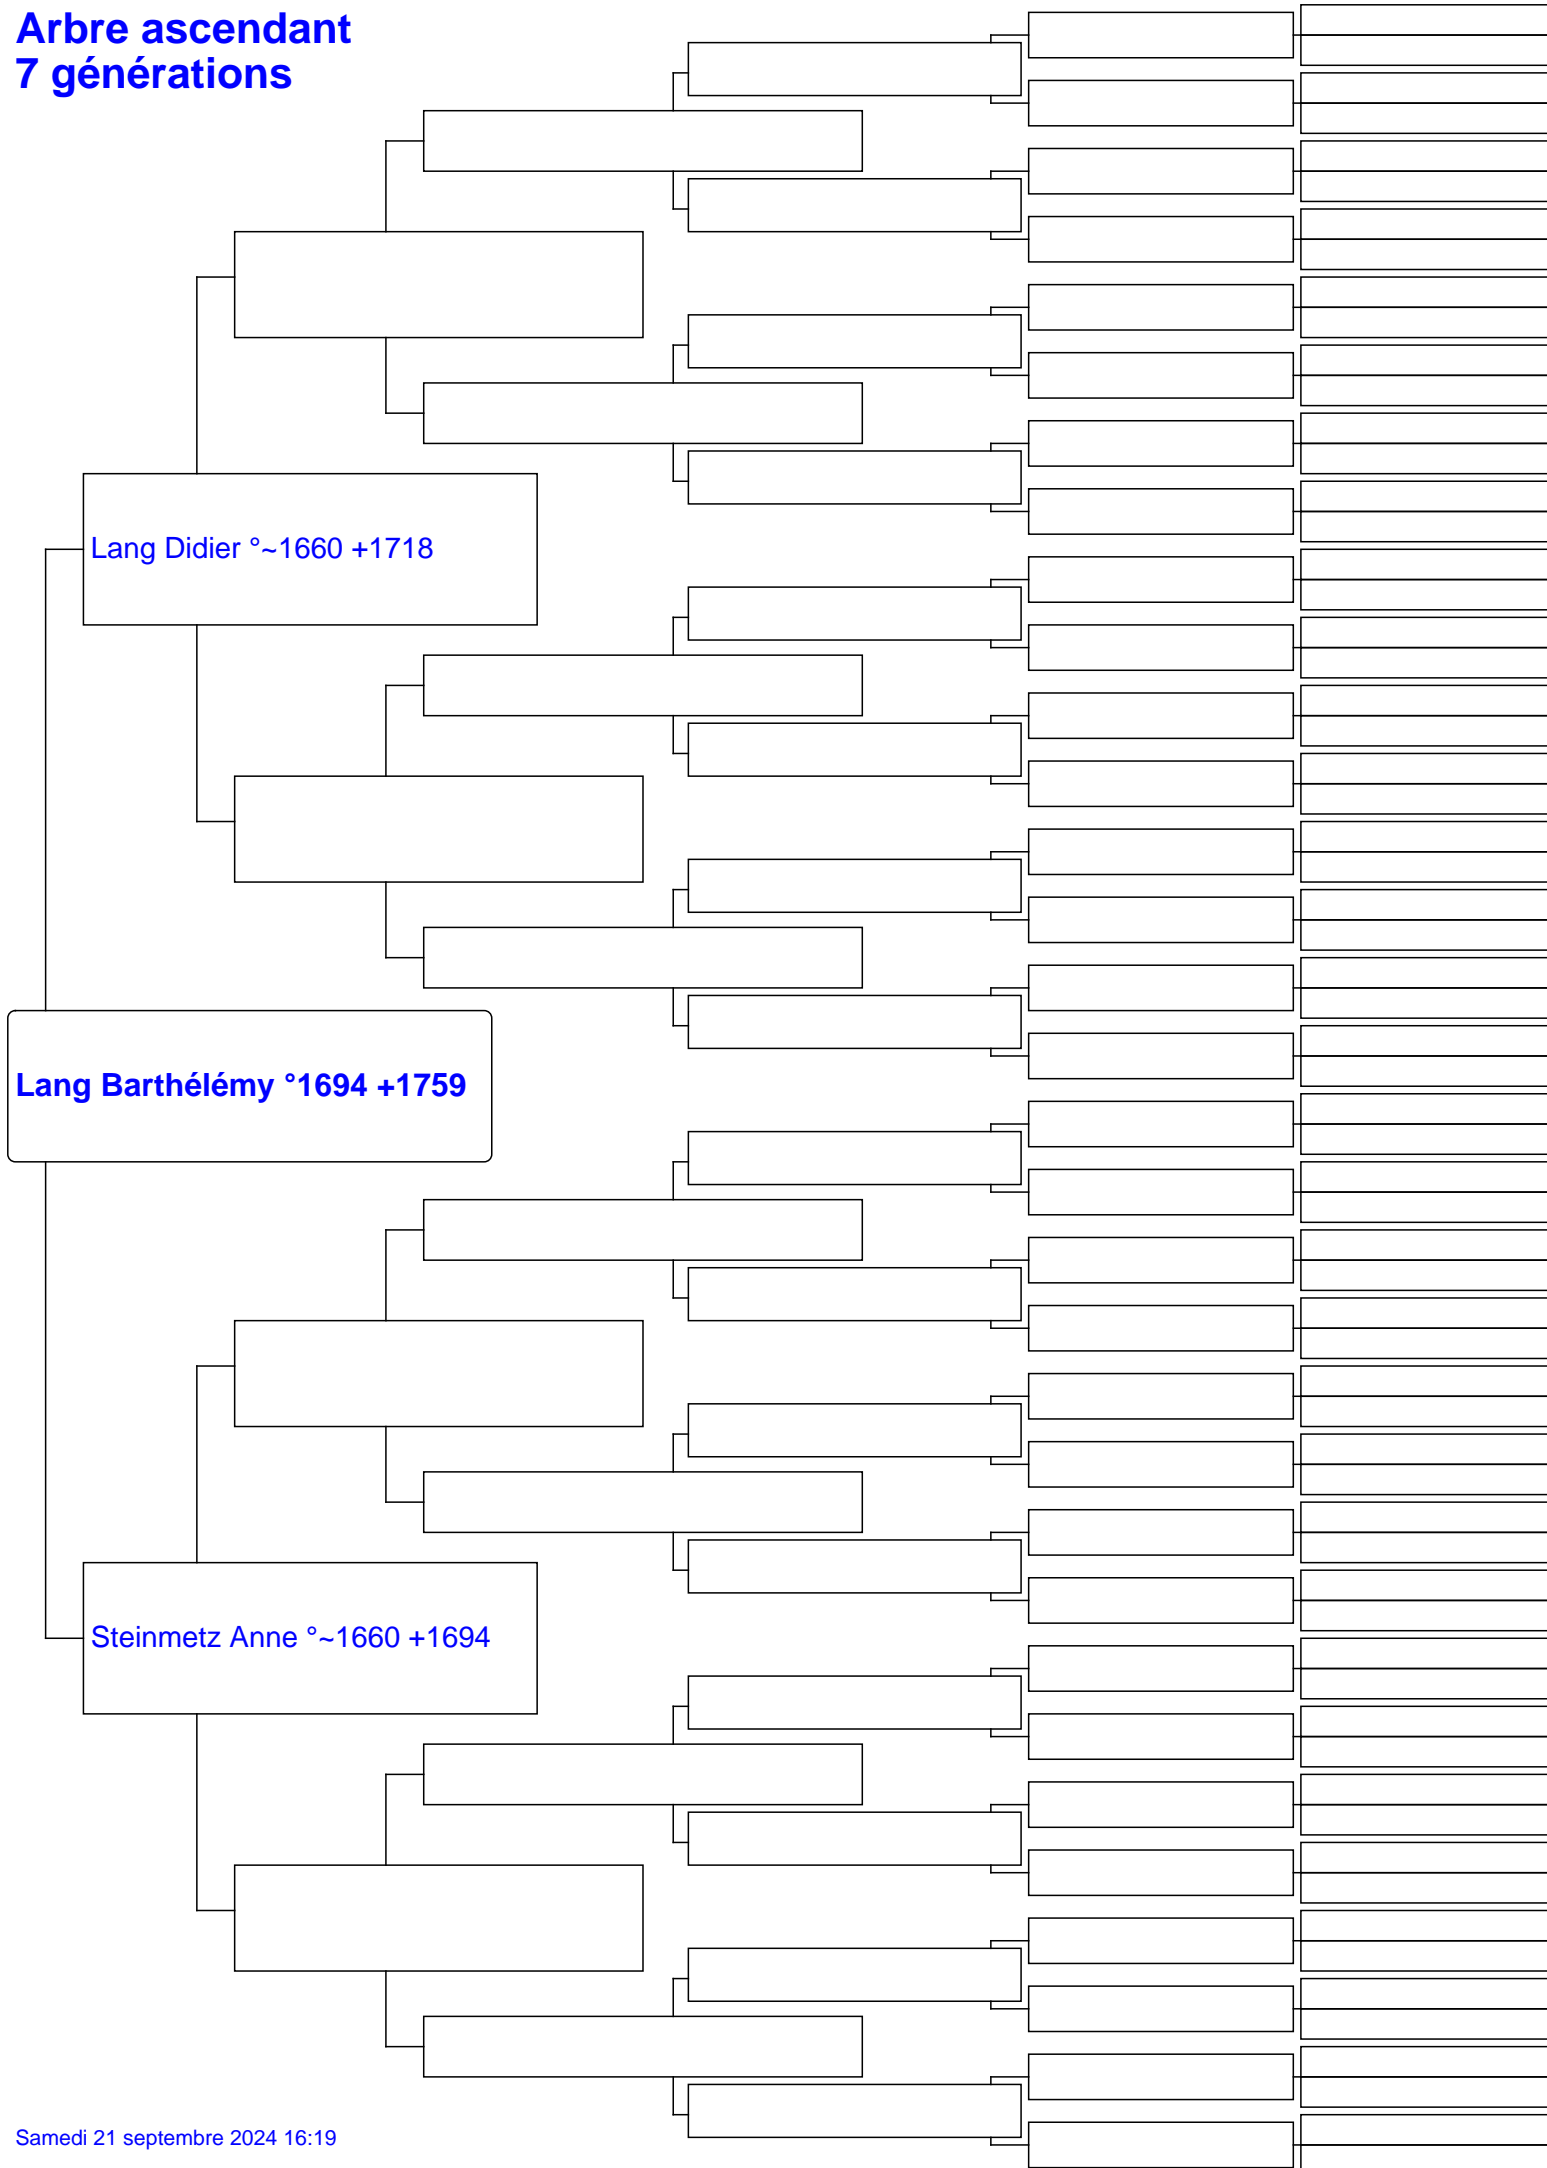 Arbre ascendant
7 générations
Lang Didier °~1660 +1718
Lang Barthélémy °1694 +1759
Steinmetz Anne °~1660 +1694
Samedi 21 septembre 2024 16:19